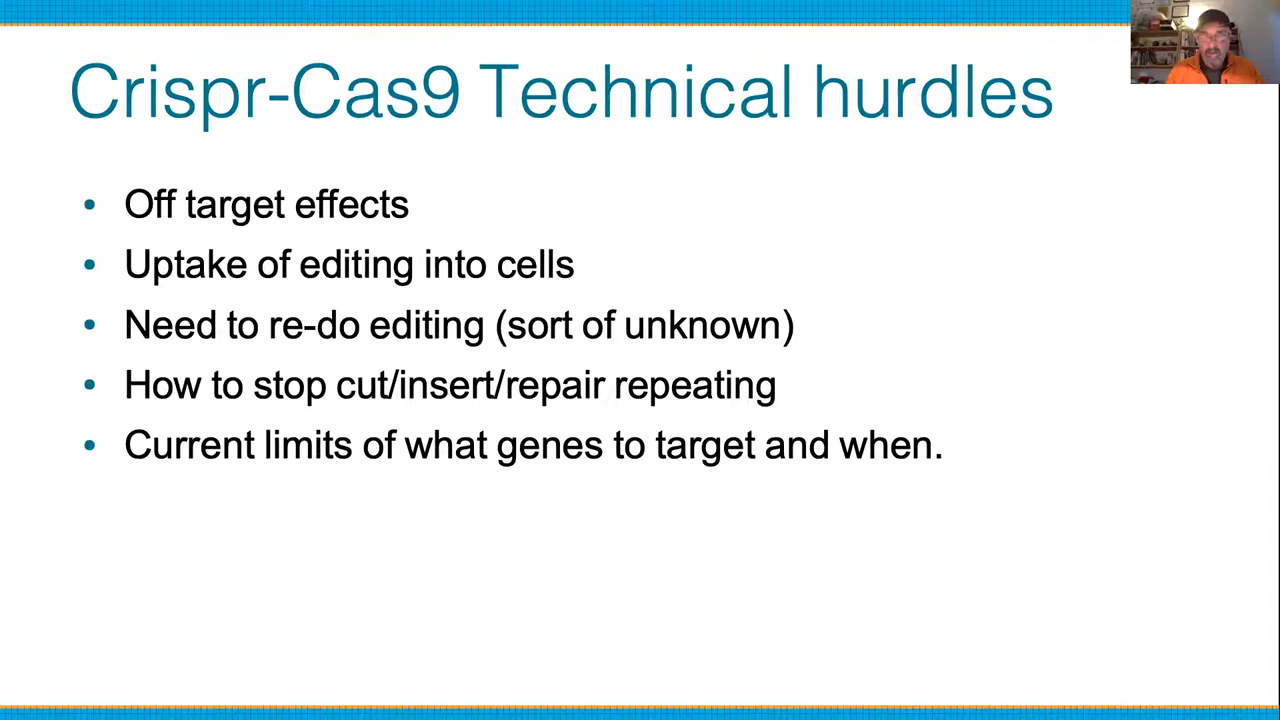 Crispr-Cas9 Technical hurdles
• Off target effects
• Uptake of editing into cells
• Need to re-do editing (sort of unknown)
• How to stop cut/insert/repair repeating
• Current limits of what genes to target and when.